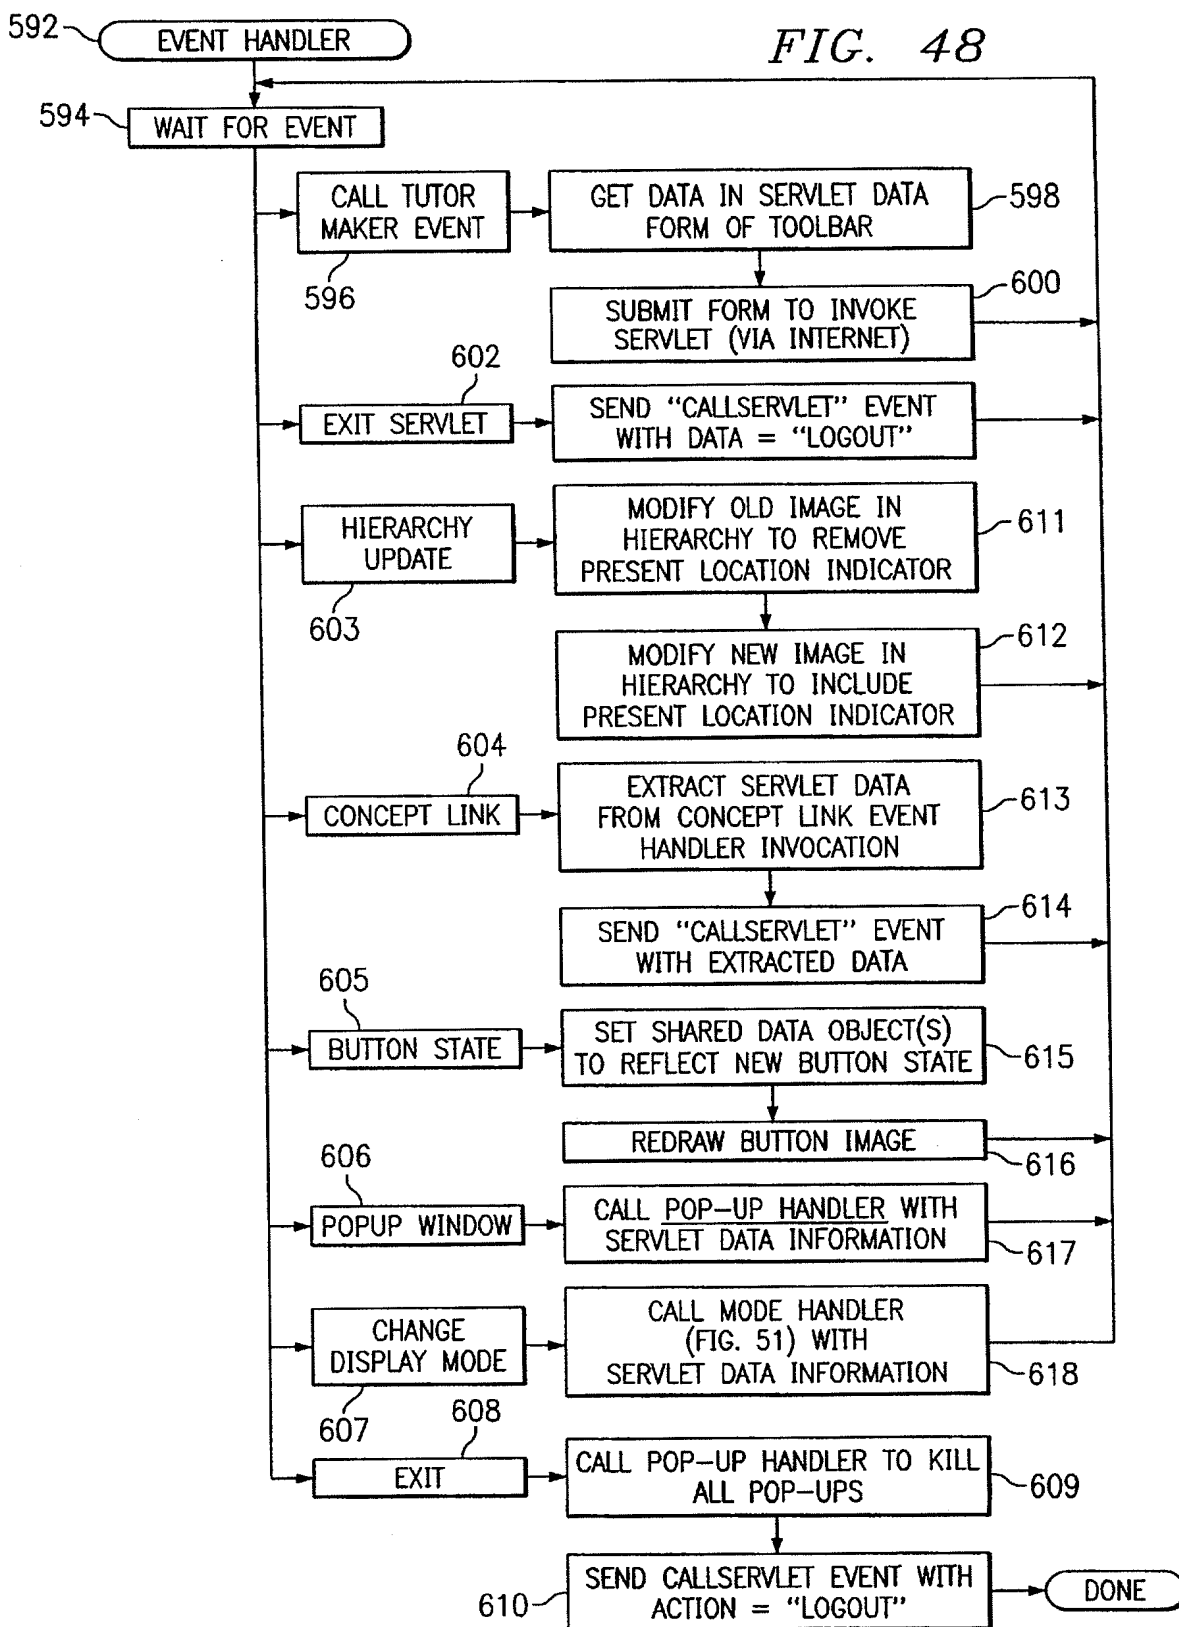 592
EVENT HANDLER
FIG. 48
594
WAIT FOR EVENT
CALL TUTOR
MAKER EVENT
596
GET DATA IN SERVLET DATA
FORM OF TOOLBAR
598
600
SUBMIT FORM TO INVOKE
SERVLET (VIA INTERNET)
602
EXIT SERVLET
SEND “CALLSERVLET” EVENT
WITH DATA = “LOGOUT”
HIERARCHY
UPDATE
603
MODIFY OLD IMAGE IN
HIERARCHY TO REMOVE
PRESENT LOCATION INDICATOR
611
MODIFY NEW IMAGE IN
HIERARCHY TO INCLUDE
PRESENT LOCATION INDICATOR
612
604
CONCEPT LINK
EXTRACT SERVLET DATA
FROM CONCEPT LINK EVENT
HANDLER INVOCATION
613
SEND “CALLSERVLET” EVENT
WITH EXTRACTED DATA
614
605
BUTTON STATE
SET SHARED DATA OBJECT(S)
TO REFLECT NEW BUTTON STATE
615
REDRAW BUTTON IMAGE
616
606
POPUP WINDOW
CALL POP-UP HANDLER WITH
SERVLET DATA INFORMATION
617
CHANGE
DISPLAY MODE
607
CALL MODE HANDLER
(FIG. 51) WITH
SERVLET DATA INFORMATION
618
608
EXIT
CALL POP-UP HANDLER TO KILL
ALL POP-UPS
609
610
SEND CALLSERVLET EVENT WITH
ACTION = “LOGOUT”
DONE